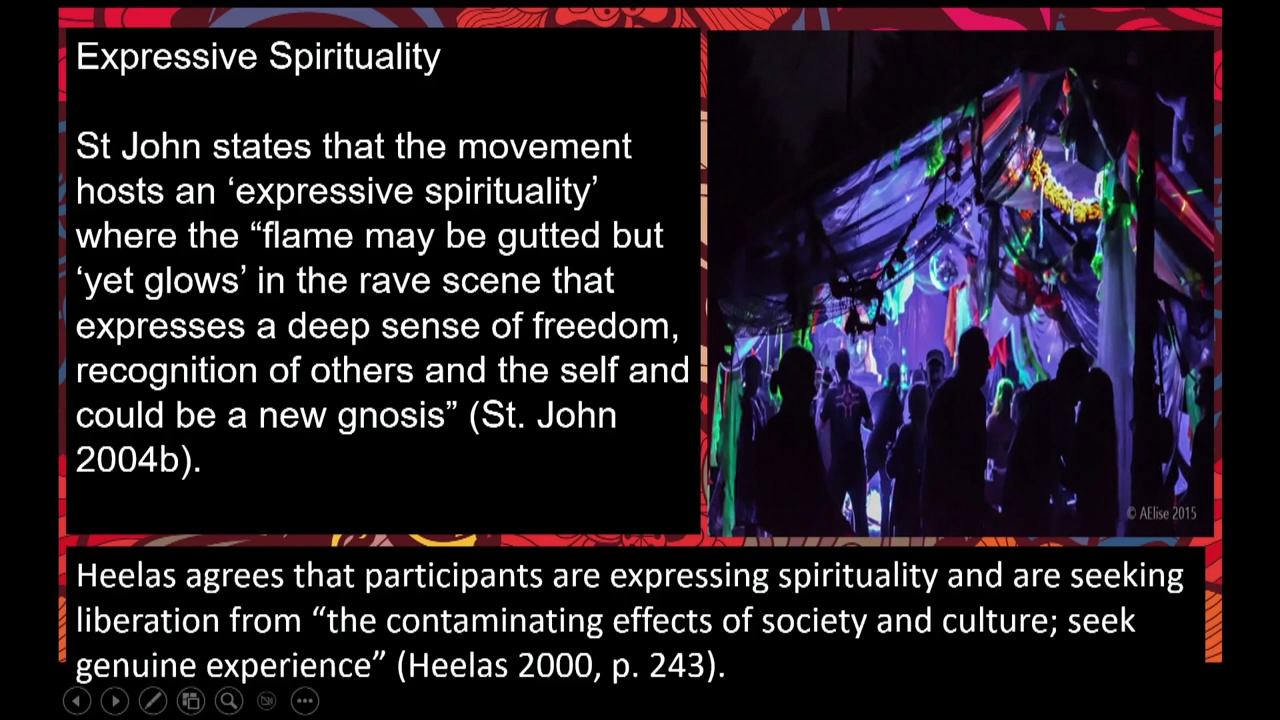 Expressive Spirituality
St John states that the movement
hosts an ‘expressive spirituality’
where the “flame may be gutted but
‘yet glows’ in the rave scene that
expresses a deep sense of freedom,
recognition of others and the self and
could be a new gnosis” (St. John
2004b).
© AElise 2015
Heelas agrees that participants are expressing spirituality and are seeking
liberation from “the contaminating effects of society and culture; seek
genuine experience” (Heelas 2000, p. 243).